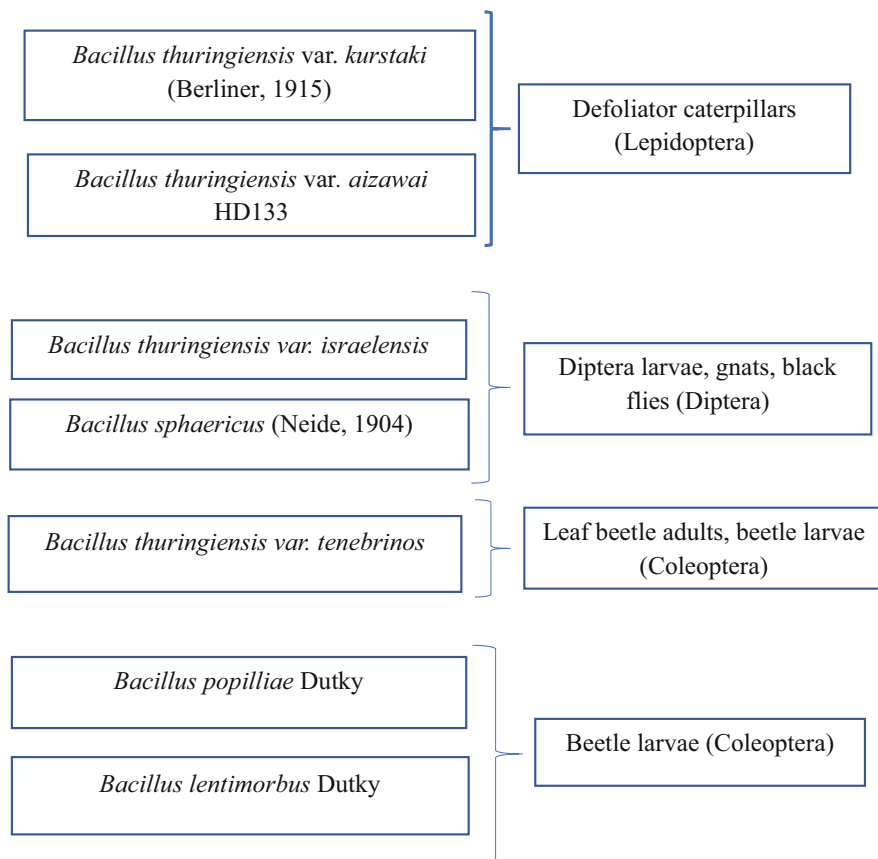 Bacillus thuringiensis var. kurstaki
(Berliner, 1915)
Defoliator caterpillars
(Lepidoptera)
Bacillus thuringiensis var. aizawai
HD133
Bacillus thuringiensis var. israelensis
Diptera larvae, gnats, black
flies (Diptera)
Bacillus sphaericus (Neide, 1904)
Bacillus thuringiensis var. tenebrinos
Leaf beetle adults, beetle larvae
(Coleoptera)
Bacillus popilliae Dutky
Beetle larvae (Coleoptera)
Bacillus lentimorbus Dutky